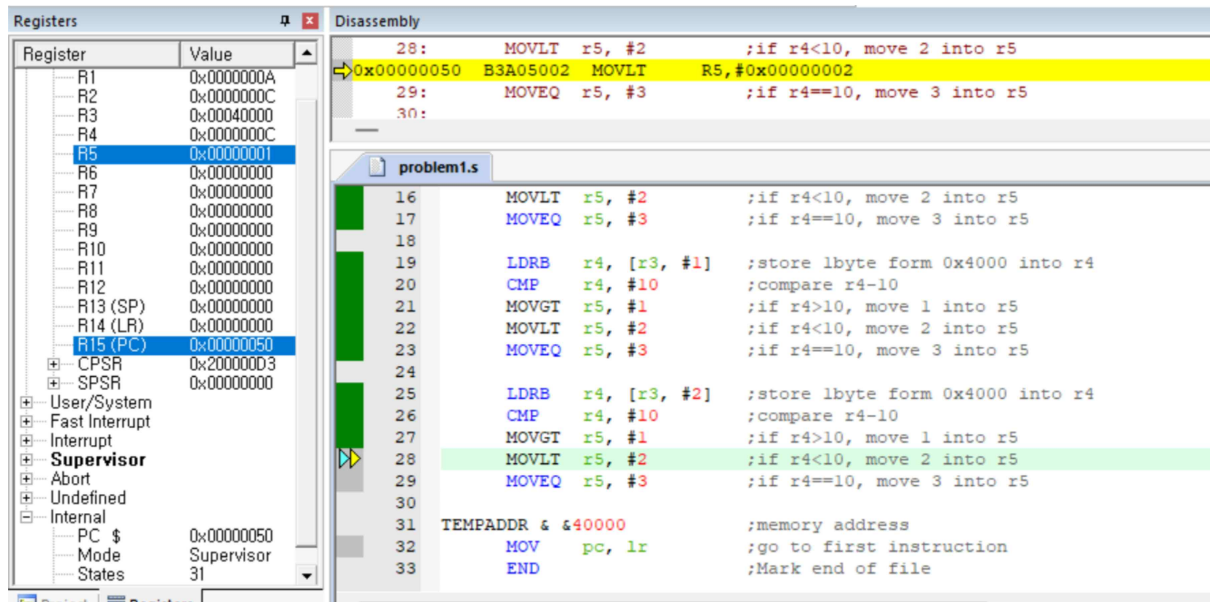 Registers
Register Value
R1 0x0000000A
R2 0x0000000C
R3 0x00040000
R4 0x0000000C
R5 0x00000001
R6 0x00000000
R7 0x00000000
R8 0x00000000
R9 0x00000000
R10 0x00000000
R11 0x00000000
R12 0x00000000
R13 (SP) 0x00000000
R14 (LR) 0x00000000
R15 (PC) 0x00000050
CPSR 0x200000D3
SPSR 0x00000000
User/System
Fast Interrupt
Interrupt
Supervisor
Abort
Undefined
Internal
PC $ 0x00000050
Mode Supervisor
States 31
Registers
Disassembly
28: MOVLT r5, #2 ;if r4<10, move 2 into r5
0x00000050 B3A05002 MOVLT R5,#0x00000002
29: MOVEQ r5, #3 ;if r4==10, move 3 into r5
30:
problem1.s
16 MOVLT r5, #2 ;if r4<10, move 2 into r5
17 MOVEQ r5, #3 ;if r4==10, move 3 into r5
18
19 LDRB r4, [r3, #1] ;store 1byte form 0x4000 into r4
20 CMP r4, #10 ;compare r4-10
21 MOVGT r5, #1 ;if r4>10, move 1 into r5
22 MOVLT r5, #2 ;if r4<10, move 2 into r5
23 MOVEQ r5, #3 ;if r4==10, move 3 into r5
24
25 LDRB r4, [r3, #2] ;store 1byte form 0x4000 into r4
26 CMP r4, #10 ;compare r4-10
27 MOVGT r5, #1 ;if r4>10, move 1 into r5
28 MOVLT r5, #2 ;if r4<10, move 2 into r5
29 MOVEQ r5, #3 ;if r4==10, move 3 into r5
30
31 TEMPADDR & &40000 ;memory address
32 MOV pc, lr ;go to first instruction
33 END ;Mark end of file